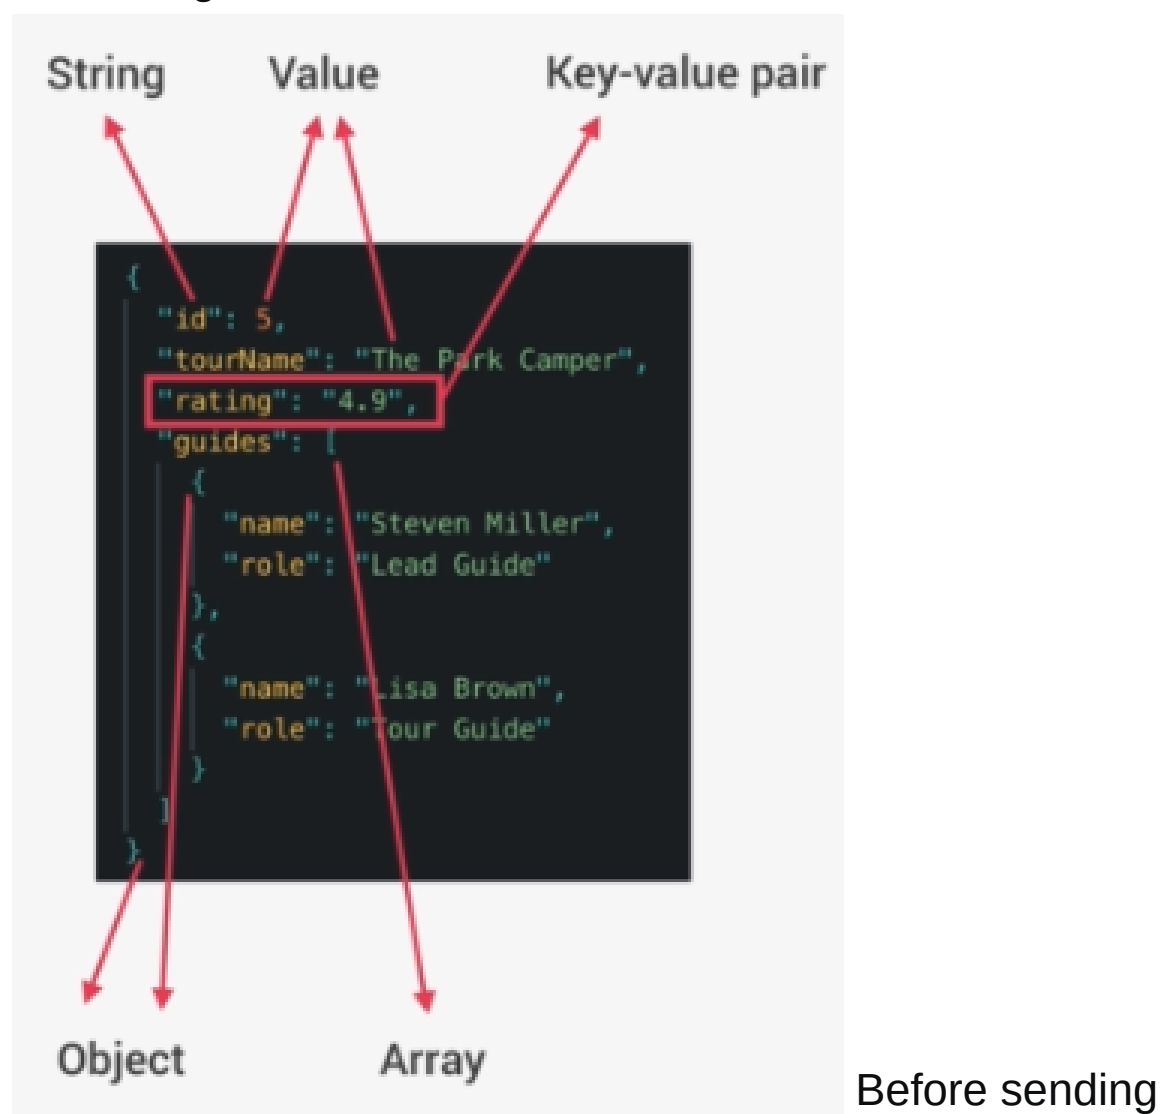 String Value Key-value pair
{
"id": 5,
"tourName": "The Park Camper",
"rating": "4.9",
"guides": [
{
"name": "Steven Miller",
"role": "Lead Guide"
},
{
"name": "Lisa Brown",
"role": "Tour Guide"
}
]
}
Object Array
Before sending